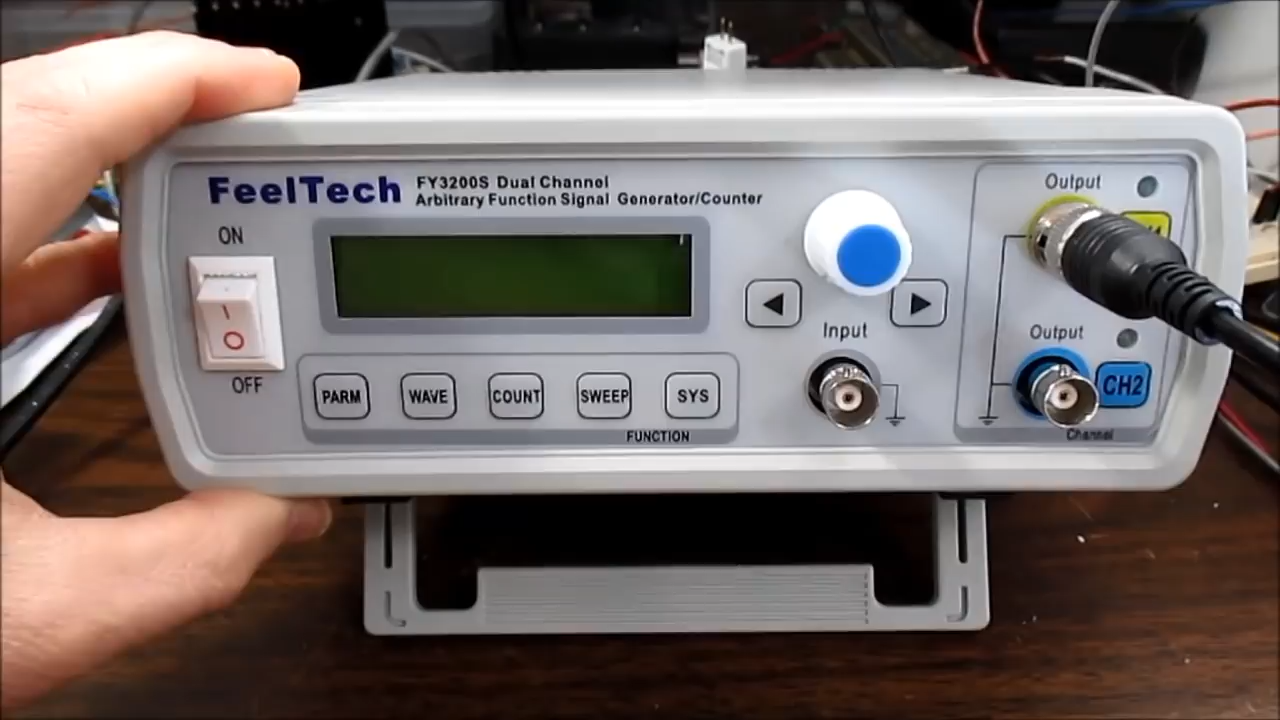 FeelTech
FY3200S Dual Channel
Arbitrary Function Signal Generator/Counter
ON
OFF
PARM
WAVE
COUNT
SWEEP
SYS
FUNCTION
Input
Output
Output
CH2
Channel